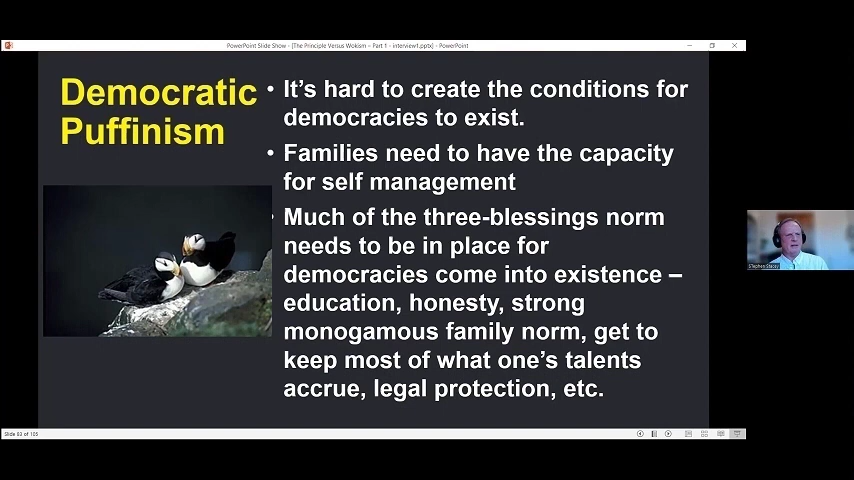 PowerPoint Slide Show - [The Principle Versus Wokism - Part 1 - interview1.pptx] - PowerPoint
Democratic
Puffinism
• It's hard to create the conditions for
democracies to exist.
• Families need to have the capacity
for self management
• Much of the three-blessings norm
needs to be in place for
democracies come into existence –
education, honesty, strong
monogamous family norm, get to
keep most of what one's talents
accrue, legal protection, etc.
Stephen Stacey
Slide 93 of 105